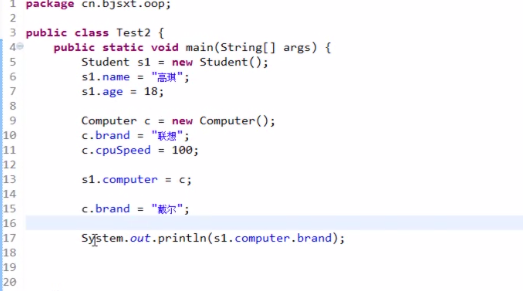 1 package cn.bjsxt.oop;
2
3 public class Test2 {
4 public static void main(String[] args) {
5 Student s1 = new Student();
6 s1.name = "高琪";
7 s1.age = 18;
8
9 Computer c = new Computer();
10 c.brand = "联想";
11 c.cpuSpeed = 100;
12
13 s1.computer = c;
14
15 c.brand = "戴尔";
16
17 System.out.println(s1.computer.brand);
18
19
20